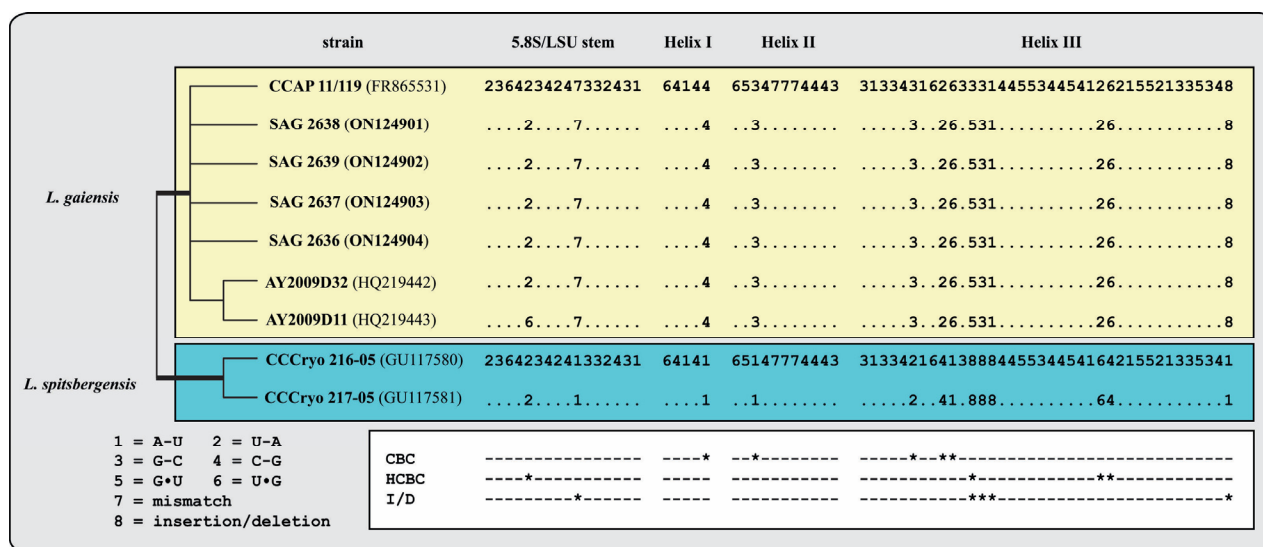 strain 5.8S/LSU stem Helix I Helix II Helix III
CCAP 11/119 (FR865531) 2364234247332431 64144 65347774443 31334316263331445534454126215521335348
SAG 2638 (ON124901) ....2....7...... ....4 ..3........ .....3..26.531..........26...........8
SAG 2639 (ON124902) ....2....7...... ....4 ..3........ .....3..26.531..........26...........8
L. gaiensis
SAG 2637 (ON124903) ....2....7...... ....4 ..3........ .....3..26.531..........26...........8
SAG 2636 (ON124904) ....2....7...... ....4 ..3........ .....3..26.531..........26...........8
AY2009D32 (HQ219442) ....2....7...... ....4 ..3........ .....3..26.531..........26...........8
AY2009D11 (HQ219443) ....6....7...... ....4 ..3........ .....3..26.531..........26...........8
CCCryo 216-05 (GU117580) 2364234241332431 64141 65147774443 31334216413888445534454164215521335341
L. spitsbergensis
CCCryo 217-05 (GU117581) ....2....1...... ....1 ..1........ .....2..41.888..........64...........1
1 = A-U 2 = U-A
3 = G-C 4 = C-G
5 = G•U 6 = U•G
7 = mismatch
8 = insertion/deletion
CBC ---------------- ----* --*-------- -----*--**----------------------------
HCBC ----*----------- ----- ----------- -----------*------------**------------
I/D ---------*------ ----- ----------- -----------***-----------------------*